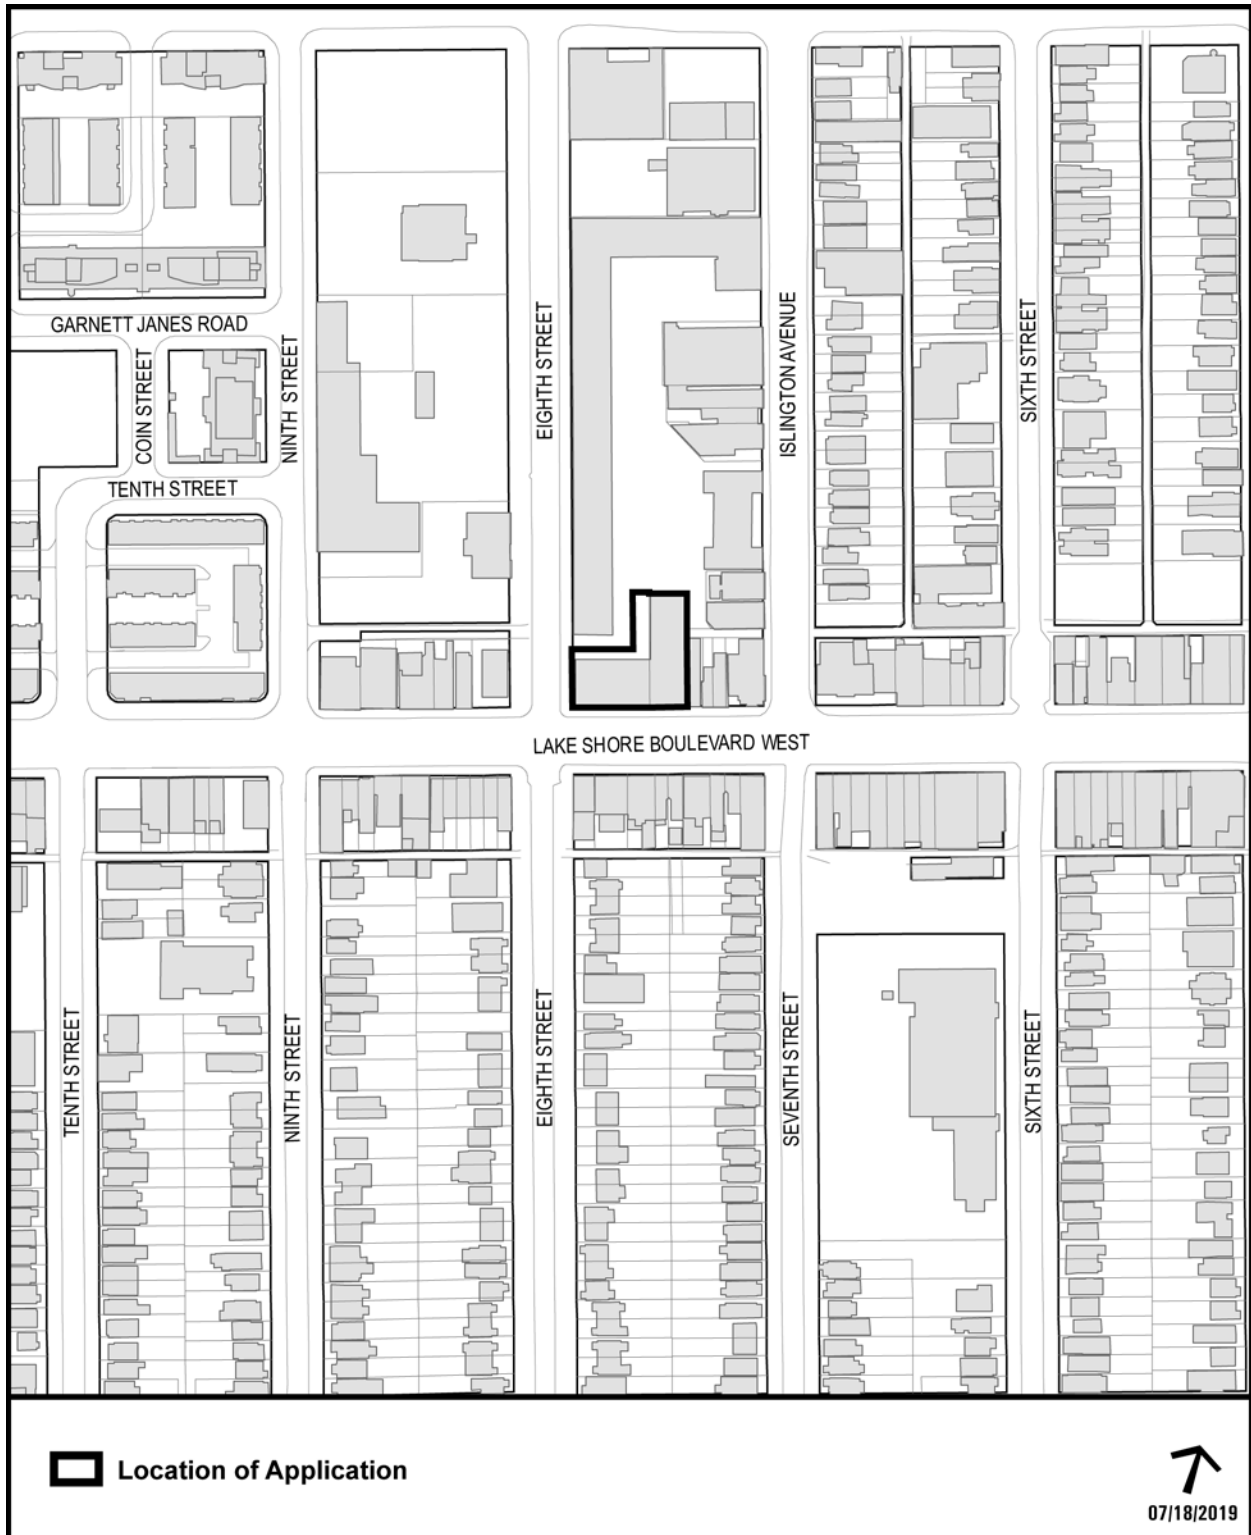 GARNETT JANES ROAD
COIN STREET
NINTH STREET
EIGHTH STREET
ISLINGTON AVENUE
SIXTH STREET
TENTH STREET
LAKE SHORE BOULEVARD WEST
TENTH STREET
NINTH STREET
EIGHTH STREET
SEVENTH STREET
SIXTH STREET
Location of Application
07/18/2019